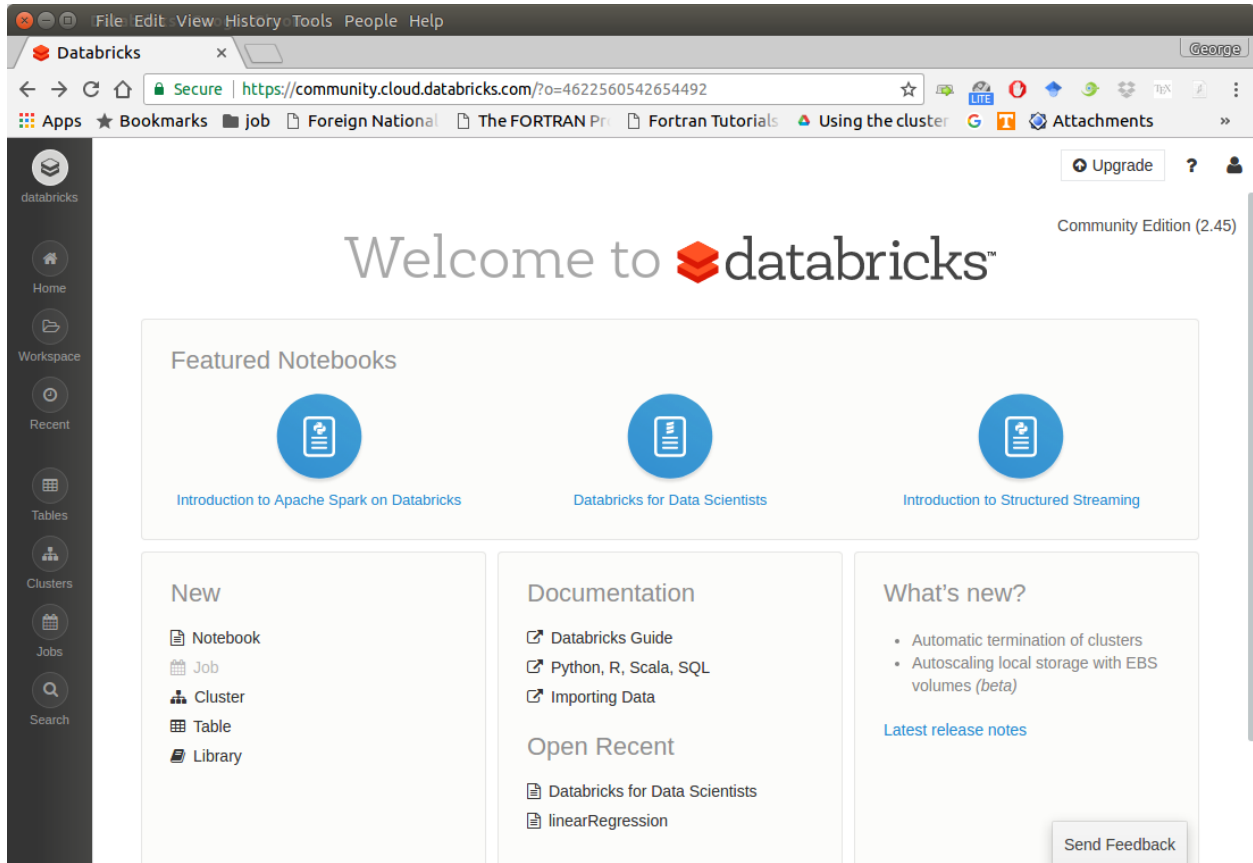 File Edit View History Tools People Help
Databricks
George
Secure https://community.cloud.databricks.com/?o=4622560542654492
LITE
TEX
Apps Bookmarks job Foreign National The FORTRAN Pr Fortran Tutorials Using the cluster G T Attachments »
databricks
Upgrade ?
Community Edition (2.45)
Welcome to databricks™
Home
Workspace
Recent
Tables
Clusters
Jobs
Search
Featured Notebooks
Introduction to Apache Spark on Databricks
Databricks for Data Scientists
Introduction to Structured Streaming
New
Notebook
Job
Cluster
Table
Library
Documentation
Databricks Guide
Python, R, Scala, SQL
Importing Data
Open Recent
Databricks for Data Scientists
linearRegression
What's new?
• Automatic termination of clusters
• Autoscaling local storage with EBS
volumes (beta)
Latest release notes
Send Feedback